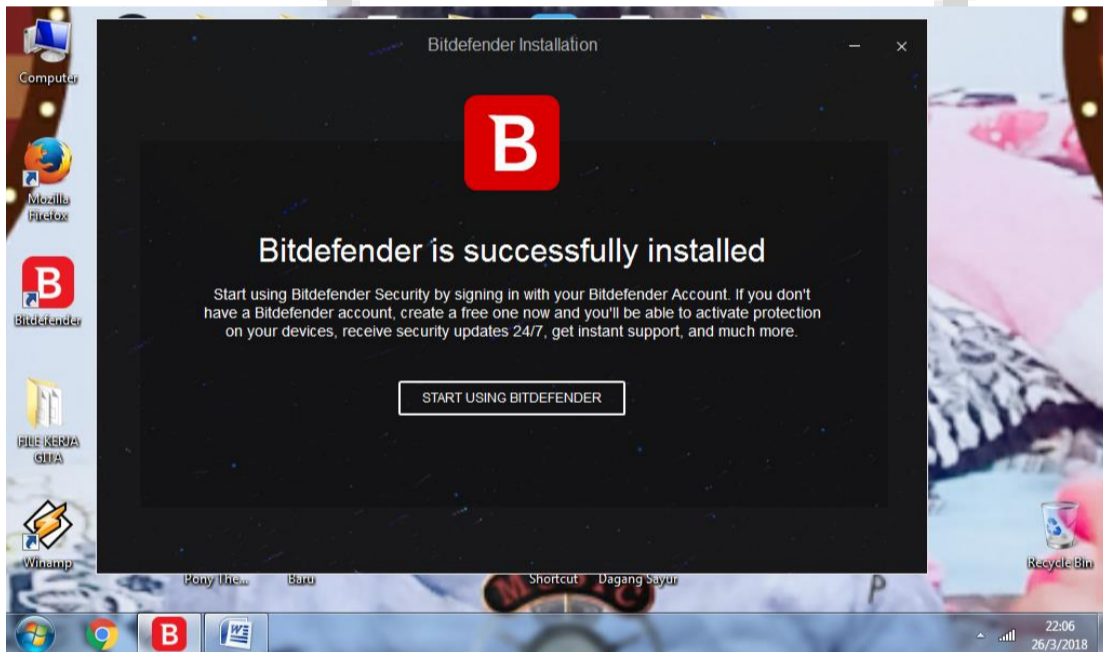 Bitdefender Installation
Computer
B
Mozilla
Firefox
Bitdefender is successfully installed
B
Start using Bitdefender Security by signing in with your Bitdefender Account. If you don't
have a Bitdefender account, create a free one now and you'll be able to activate protection
on your devices, receive security updates 24/7, get instant support, and much more.
Bitdefender
START USING BITDEFENDER
FILE KERJA
GITA
Winamp
Recycle Bin
Pony The...
Baru
Shortcut
Dagang Sayur
MUSIC
P
B
W
22:06
26/3/2018